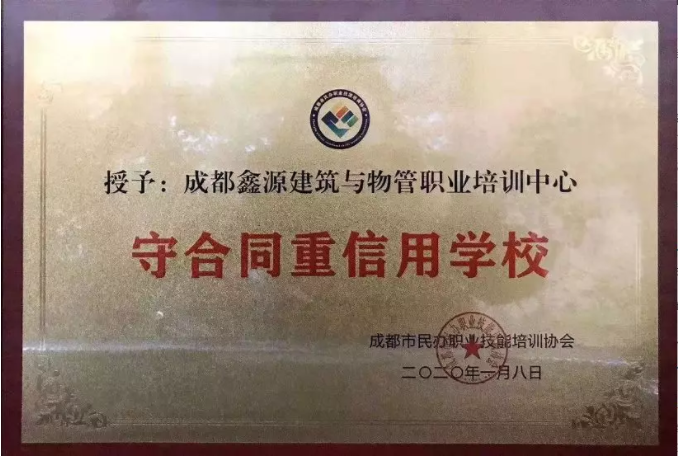 授予：成都鑫源建筑与物管职业培训中心
守合同重信用学校
成都市民办职业技能培训协会
二〇二〇年一月八日